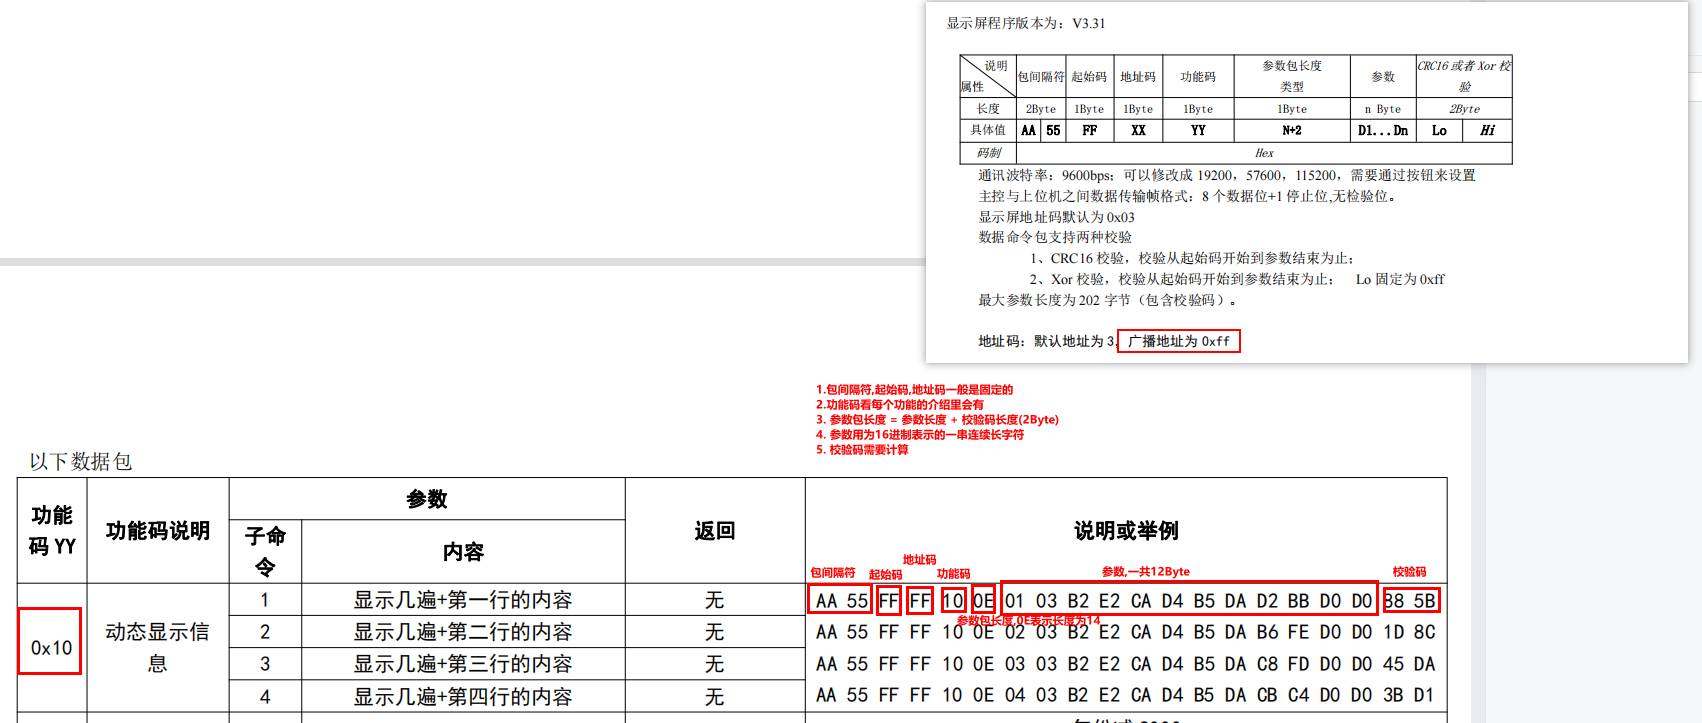 显示屏程序版本为：V3.31
说明
属性
包间隔符 起始码 地址码 功能码 参数包长度类型 参数 CRC16或者Xor校验
长度 2Byte 1Byte 1Byte 1Byte 1Byte n Byte 2Byte
具体值 AA 55 FF XX YY N+2 D1...Dn Lo Hi
码制 Hex
通讯波特率：9600bps；可以修改成 19200，57600，115200，需要通过按钮来设置
主控与上位机之间数据传输帧格式：8 个数据位+1 停止位,无检验位。
显示屏地址码默认为 0x03
数据命令包支持两种校验
1、CRC16 校验，校验从起始码开始到参数结束为止；
2、Xor 校验，校验从起始码开始到参数结束为止； Lo 固定为 0xff
最大参数长度为 202 字节（包含校验码）。
地址码：默认地址为 3. 广播地址为 0xff
1.包间隔符,起始码,地址码一般是固定的
2.功能码看每个功能的介绍里会有
3. 参数包长度 = 参数长度 + 校验码长度(2Byte)
4. 参数用为16进制表示的一串连续长字符
5. 校验码需要计算
以下数据包
功能码 YY 功能码说明 参数 返回 说明或举例
子命令 内容
包间隔符 起始码 地址码 功能码 参数,一共12Byte 校验码
0x10 动态显示信息
1 显示几遍+第一行的内容 无 AA 55 FF FF 10 0E 01 03 B2 E2 CA D4 B5 DA D2 BB D0 D0 B8 5B
参数包长度,0E表示长度为14
2 显示几遍+第二行的内容 无 AA 55 FF FF 10 0E 02 03 B2 E2 CA D4 B5 DA B6 FE D0 D0 1D 8C
3 显示几遍+第三行的内容 无 AA 55 FF FF 10 0E 03 03 B2 E2 CA D4 B5 DA C8 FD D0 D0 45 DA
4 显示几遍+第四行的内容 无 AA 55 FF FF 10 0E 04 03 B2 E2 CA D4 B5 DA CB C4 D0 D0 3B D1